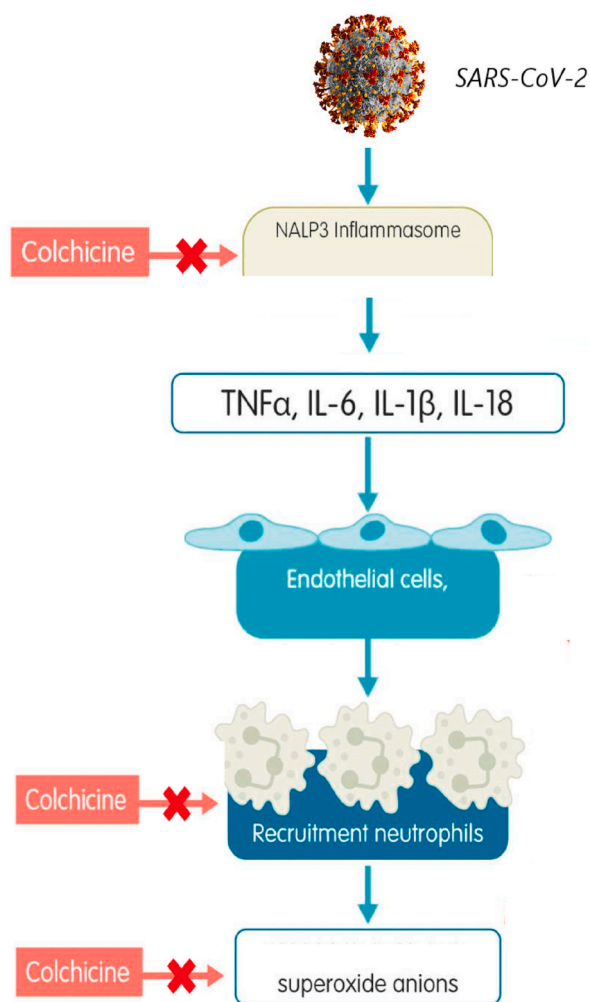 SARS-CoV-2
NALP3 Inflammasome
Colchicine
TNFα, IL-6, IL-1β, IL-18
Endothelial cells,
Colchicine
Recruitment neutrophils
Colchicine
superoxide anions